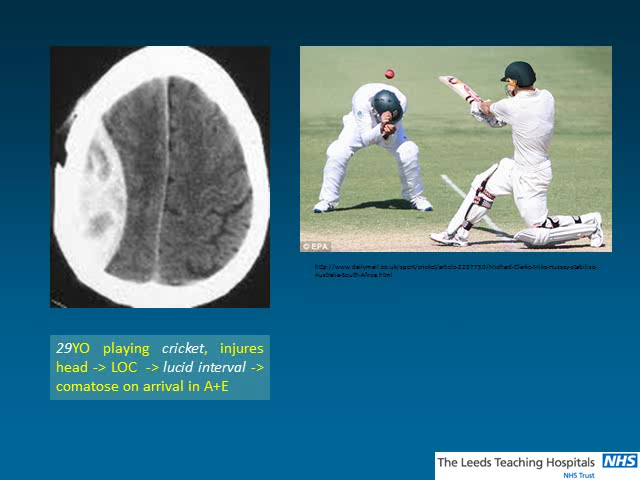 © EPA
29YO playing cricket, injures
head -> LOC -> lucid interval ->
comatose on arrival in A+E
The Leeds Teaching Hospitals NHS
NHS Trust